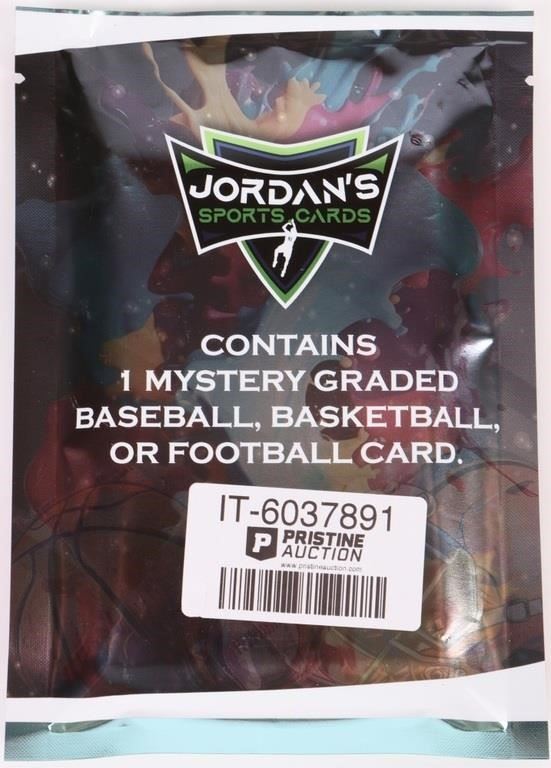 JORDAN'S
SPORTS CARDS
CONTAINS
1 MYSTERY GRADED
BASEBALL, BASKETBALL,
OR FOOTBALL CARD.
IT-6037891
P PRISTINE
AUCTION
www.pristineauction.com